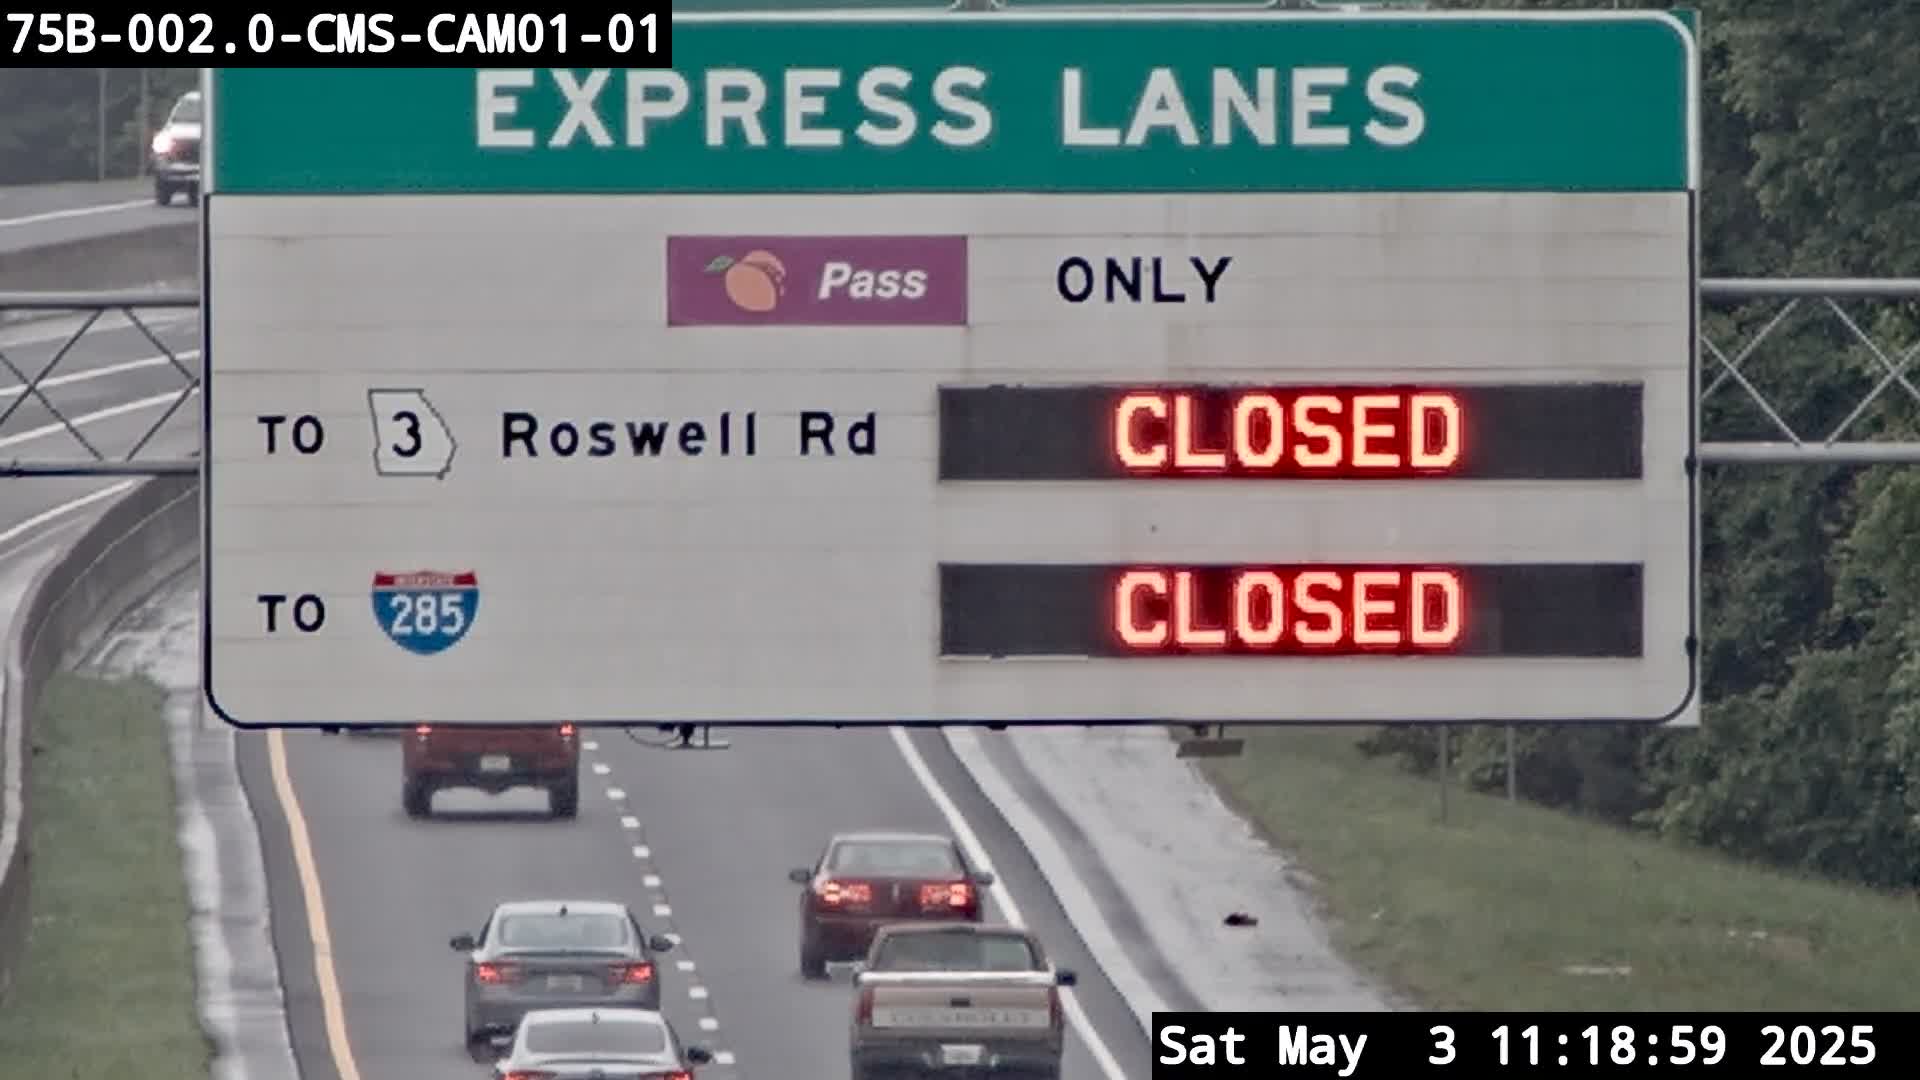 75B-002.0-CMS-CAM01-01
EXPRESS LANES
Pass ONLY
TO 3 Roswell Rd CLOSED
INTERSTATE
TO 285 CLOSED
Sat May 3 11:18:59 2025